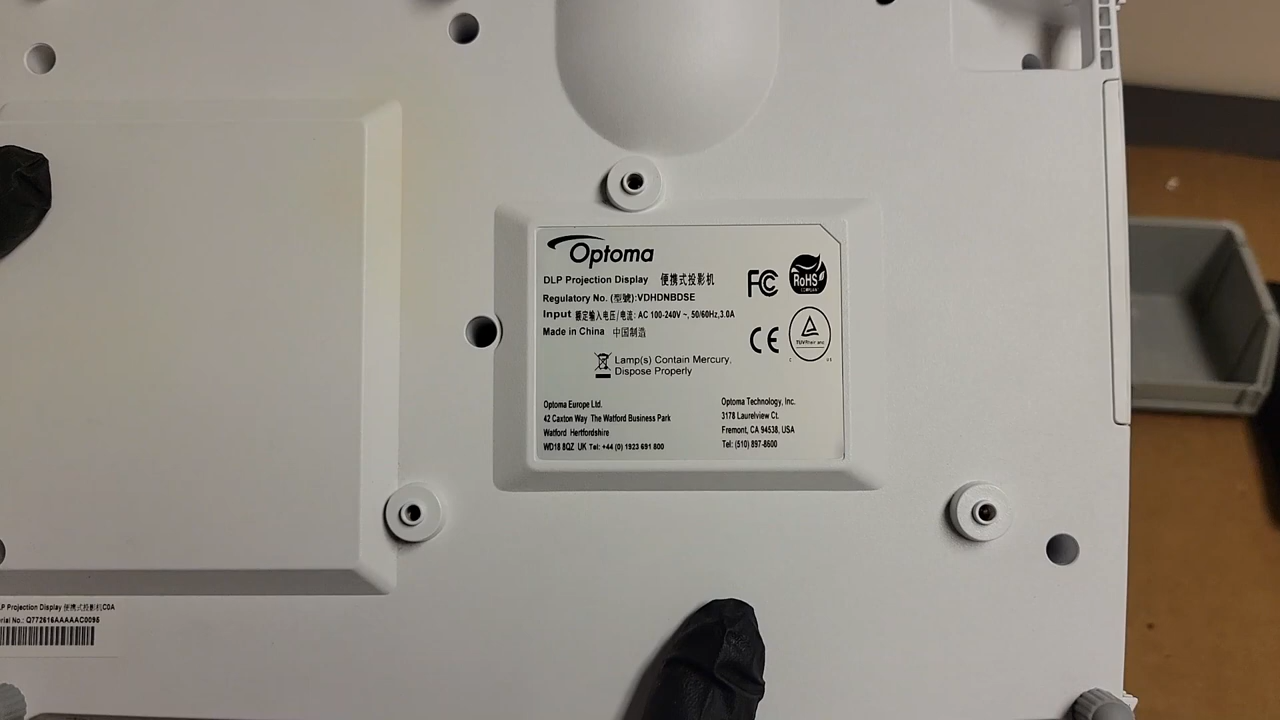 Optoma
DLP Projection Display 便携式投影机
Regulatory No. (型號):VDHDNBDSE
Input 额定输入电压/电流: AC 100-240V ~, 50/60Hz,3.0A
Made in China 中国制造
FC
RoHS
COMPLIANT
CE
Lamp(s) Contain Mercury,
Dispose Properly
Optoma Europe Ltd.
42 Caxton Way The Watford Business Park
Watford Hertfordshire
WD18 8QZ UK Tel: +44 (0) 1923 691 800
Optoma Technology, Inc.
3178 Laurelview Ct.
Fremont, CA 94538, USA
Tel: (510) 897-8600
LP Projection Display 便携式投影机C0A
rial No.: Q772616AAAAAC0095